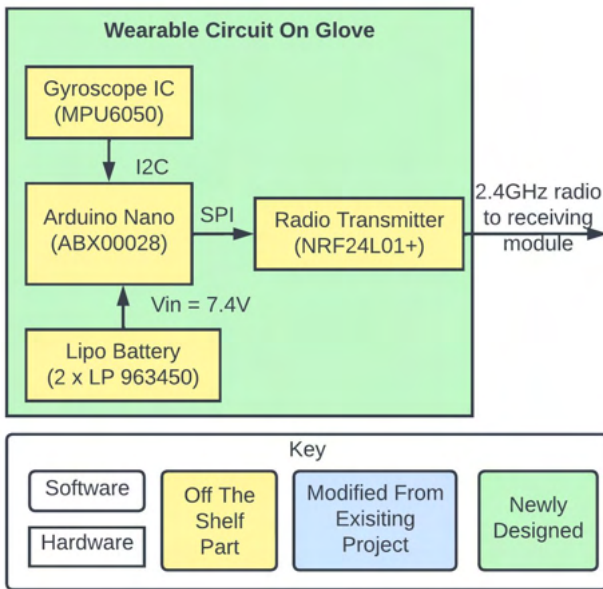 Wearable Circuit On Glove
Gyroscope IC
(MPU6050)
I2C
Arduino Nano
(ABX00028)
SPI
Radio Transmitter
(NRF24L01+)
2.4GHz radio
to receiving
module
Vin = 7.4V
Lipo Battery
(2 x LP 963450)
Key
Software
Hardware
Off The
Shelf
Part
Modified From
Exisiting
Project
Newly
Designed